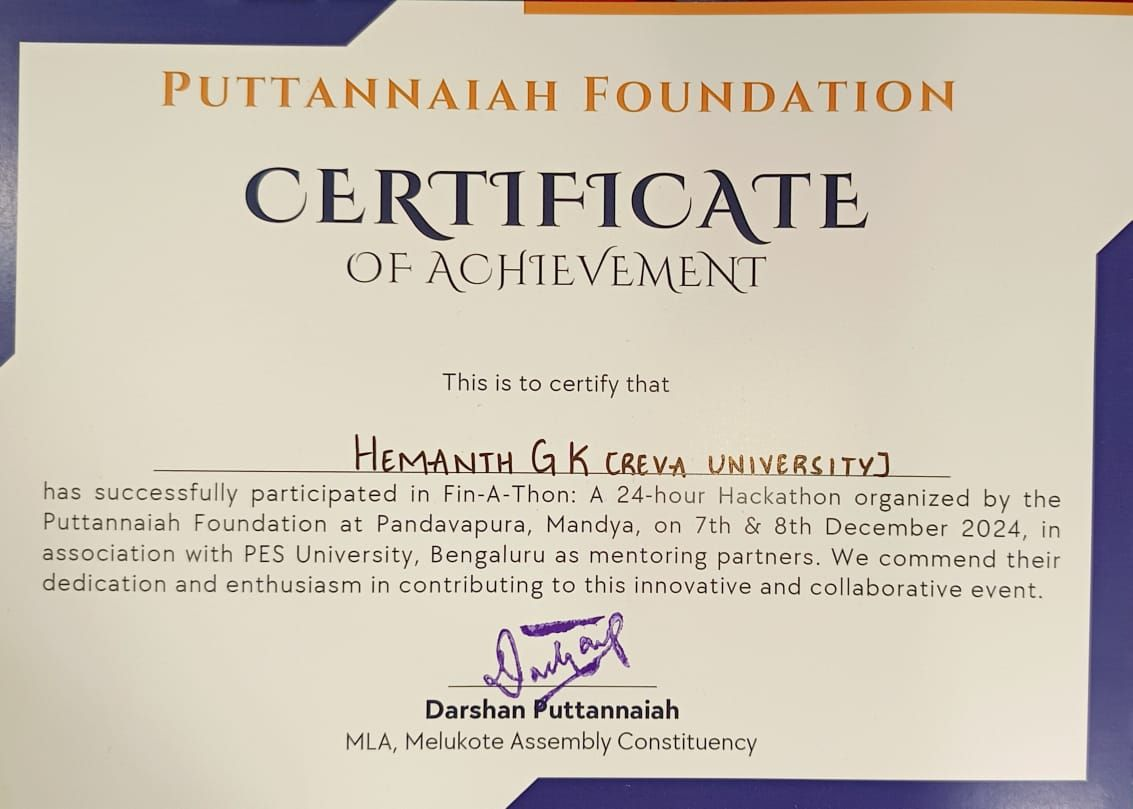 PUTTANNAIAH FOUNDATION
CERTIFICATE
OF ACHIEVEMENT
This is to certify that
HEMANTH G K [REVA UNIVERSITY]
has successfully participated in Fin-A-Thon: A 24-hour Hackathon organized by the
Puttannaiah Foundation at Pandavapura, Mandya, on 7th & 8th December 2024, in
association with PES University, Bengaluru as mentoring partners. We commend their
dedication and enthusiasm in contributing to this innovative and collaborative event.
Darshan Puttannaiah
MLA, Melukote Assembly Constituency